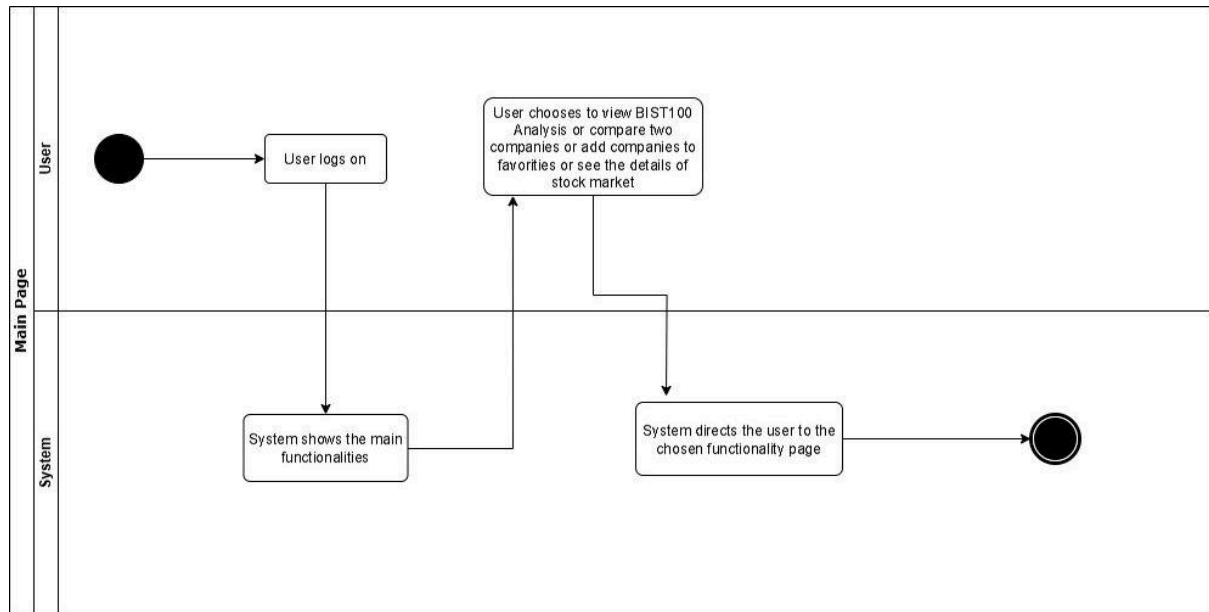 Main Page
User
User logs on
User chooses to view BIST100
Analysis or compare two
companies or add companies to
favorities or see the details of
stock market
System
System shows the main
functionalities
System directs the user to the
chosen functionality page